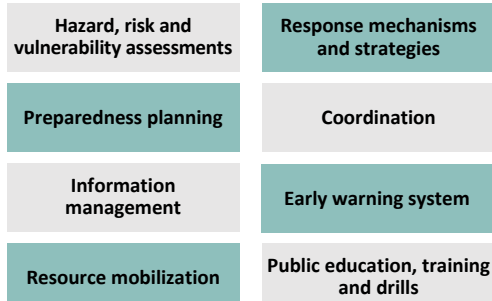 Hazard, risk and
vulnerability assessments
Response mechanisms
and strategies
Preparedness planning
Coordination
Information
management
Early warning system
Resource mobilization
Public education, training
and drills